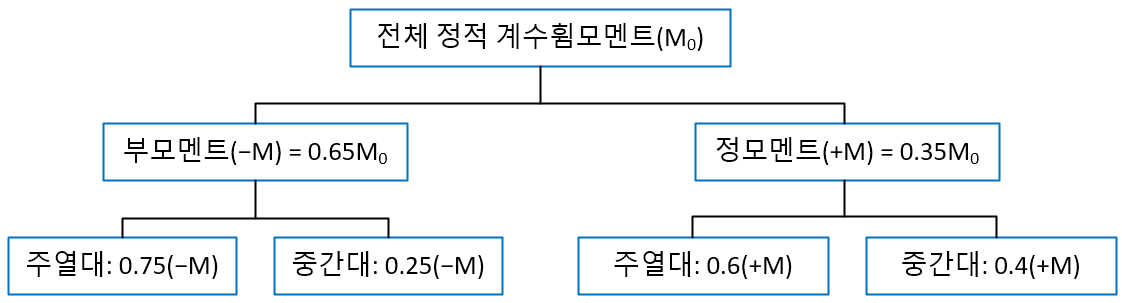 전체 정적 계수휨모멘트(M₀)
부모멘트(−M) = 0.65M₀
정모멘트(+M) = 0.35M₀
주열대: 0.75(−M)
중간대: 0.25(−M)
주열대: 0.6(+M)
중간대: 0.4(+M)